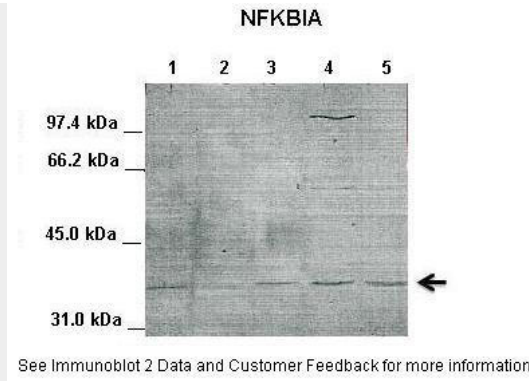 NFKBIA
1 2 3 4 5
97.4 kDa
66.2 kDa
45.0 kDa
31.0 kDa
See Immunoblot 2 Data and Customer Feedback for more information